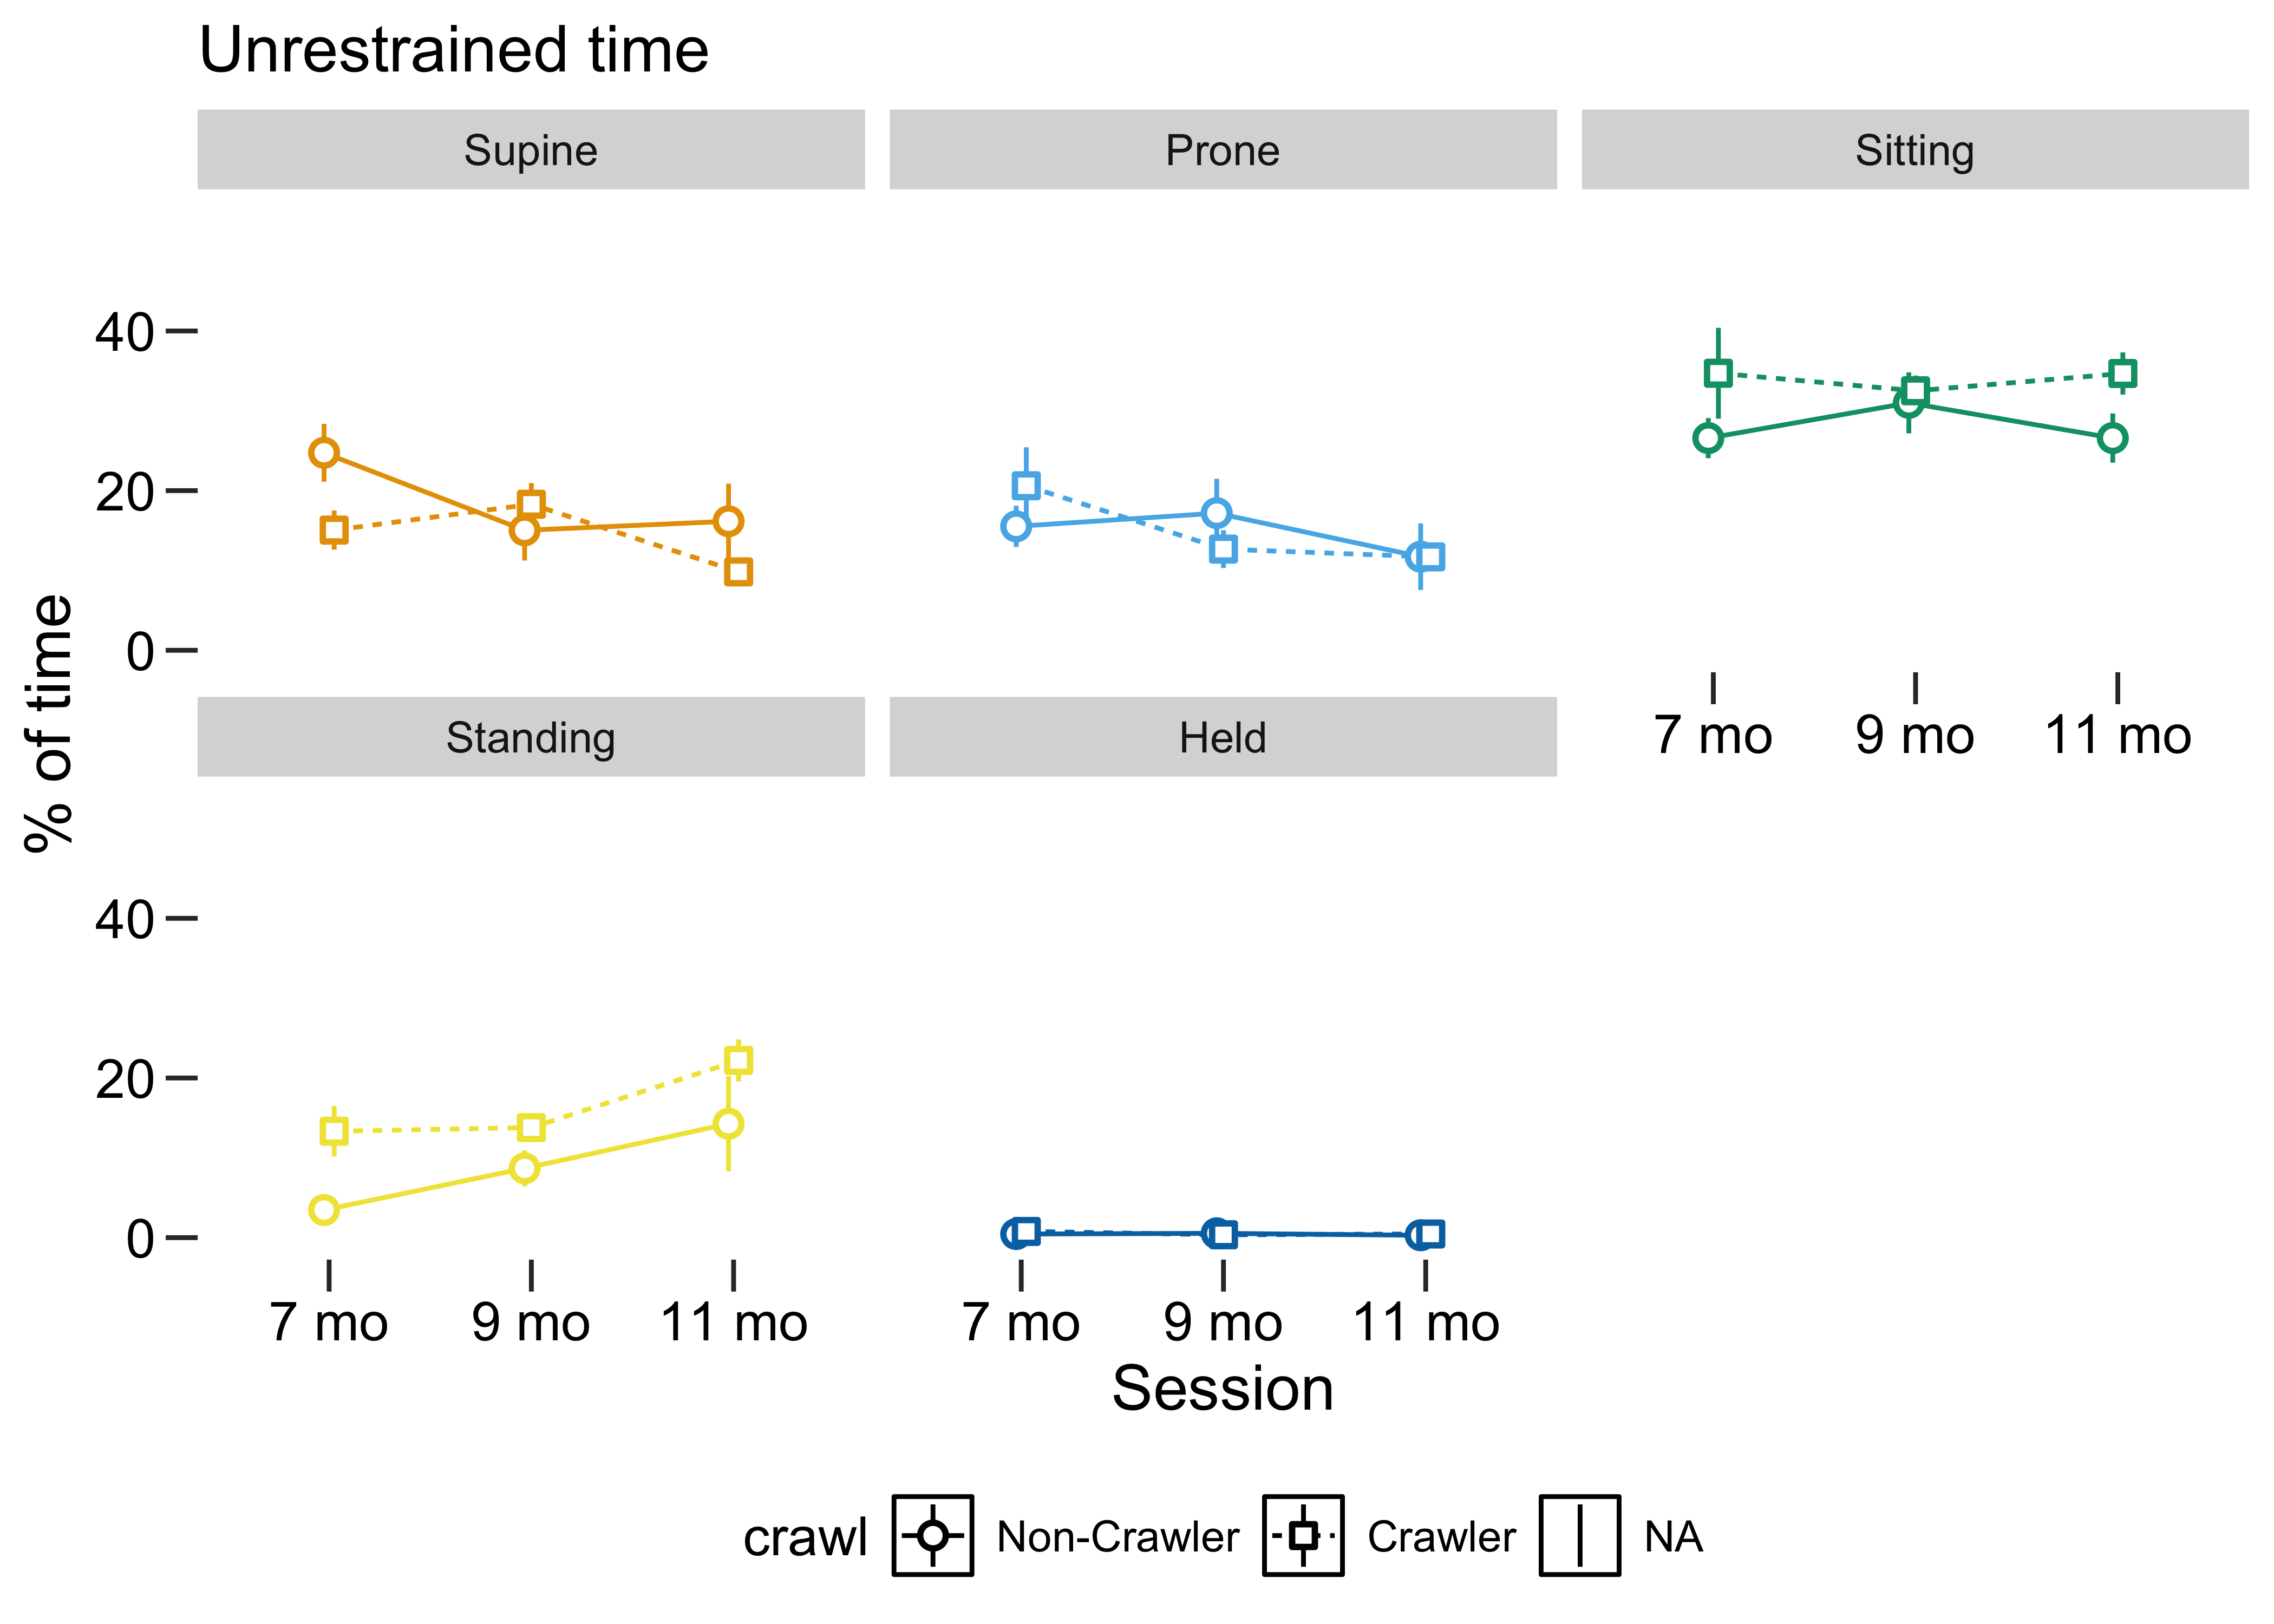 Unrestrained time
Supine
Prone
Sitting
40
20
0
7 mo
9 mo
11 mo
% of time
Standing
Held
40
20
0
7 mo
9 mo
11 mo
7 mo
9 mo
11 mo
Session
crawl Non-Crawler Crawler NA